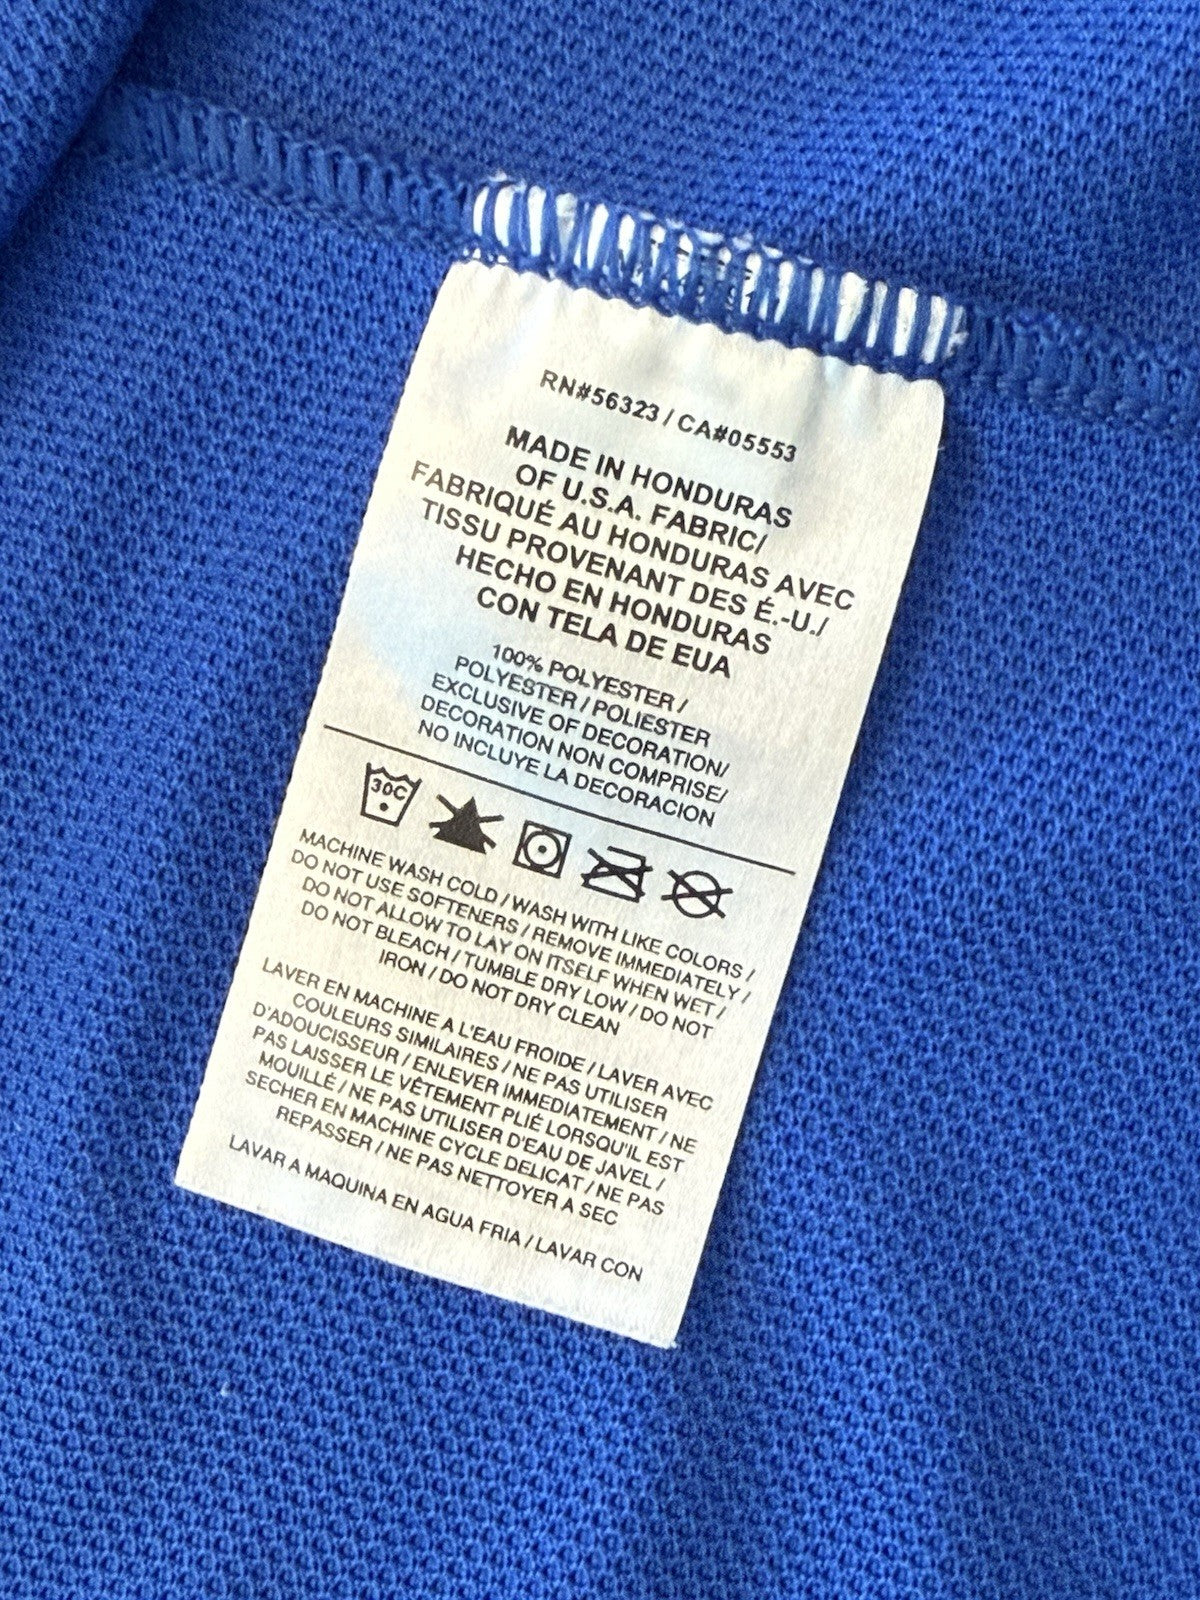 RN#56323 / CA#05553
MADE IN HONDURAS
OF U.S.A. FABRIC/
FABRIQUÉ AU HONDURAS AVEC
TISSU PROVENANT DES É.-U./
HECHO EN HONDURAS
CON TELA DE EUA
100% POLYESTER /
POLYESTER / POLIESTER
EXCLUSIVE OF DECORATION/
DECORATION NON COMPRISE/
NO INCLUYE LA DECORACION
30C
MACHINE WASH COLD / WASH WITH LIKE COLORS /
DO NOT USE SOFTENERS / REMOVE IMMEDIATELY /
DO NOT ALLOW TO LAY ON ITSELF WHEN WET /
DO NOT BLEACH / TUMBLE DRY LOW / DO NOT
IRON / DO NOT DRY CLEAN
LAVER EN MACHINE A L'EAU FROIDE / LAVER AVEC
COULEURS SIMILAIRES / NE PAS UTILISER
D'ADOUCISSEUR / ENLEVER IMMEDIATEMENT / NE
PAS LAISSER LE VÊTEMENT PLIÉ LORSQU'IL EST
MOUILLÉ / NE PAS UTILISER D'EAU DE JAVEL /
SECHER EN MACHINE CYCLE DELICAT / NE PAS
REPASSER / NE PAS NETTOYER A SEC
LAVAR A MAQUINA EN AGUA FRIA / LAVAR CON